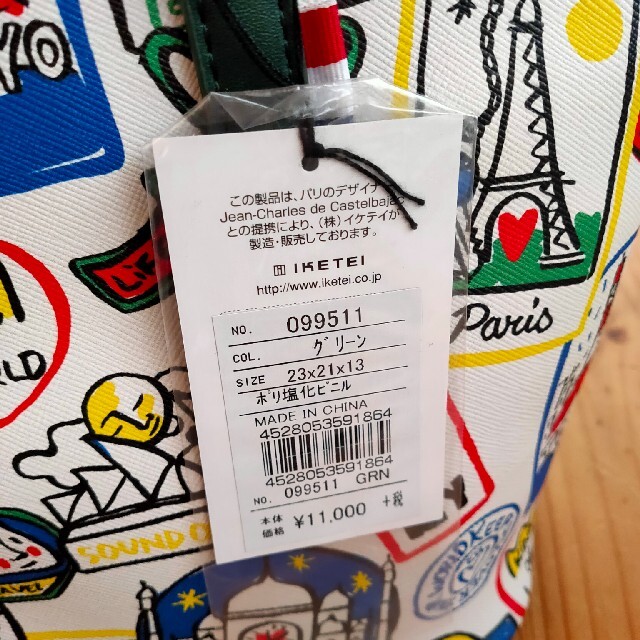 YO
この製品は、パリのデザイナ
Jean-Charles de Castelbajac
との提携により、(株)イケテイが
製造・販売しております。
IKETEI
http://www.iketei.co.jp
NO. 099511
COL. グリーン
SIZE 23x21x13
ポリ塩化ビニル
MADE IN CHINA
4528053591864
4528053591854
NO. 099511 GRN
本体価格 ¥11,000 +税
Paris
SOUND O